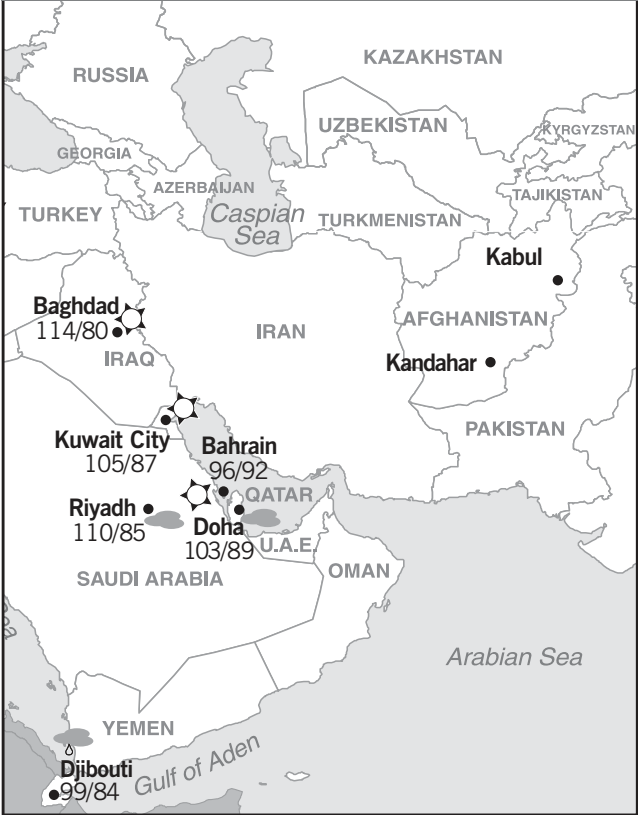 KAZAKHSTAN
RUSSIA
UZBEKISTAN
KYRGYZSTAN
GEORGIA
AZERBAIJAN
TAJIKISTAN
TURKEY
Caspian
Sea
TURKMENISTAN
Kabul
Baghdad
114/80
IRAQ
IRAN
AFGHANISTAN
Kandahar
PAKISTAN
Kuwait City
105/87
Bahrain
96/92
QATAR
Riyadh
110/85
Doha
103/89
U.A.E.
OMAN
SAUDI ARABIA
Arabian Sea
YEMEN
Gulf of Aden
Djibouti
99/84